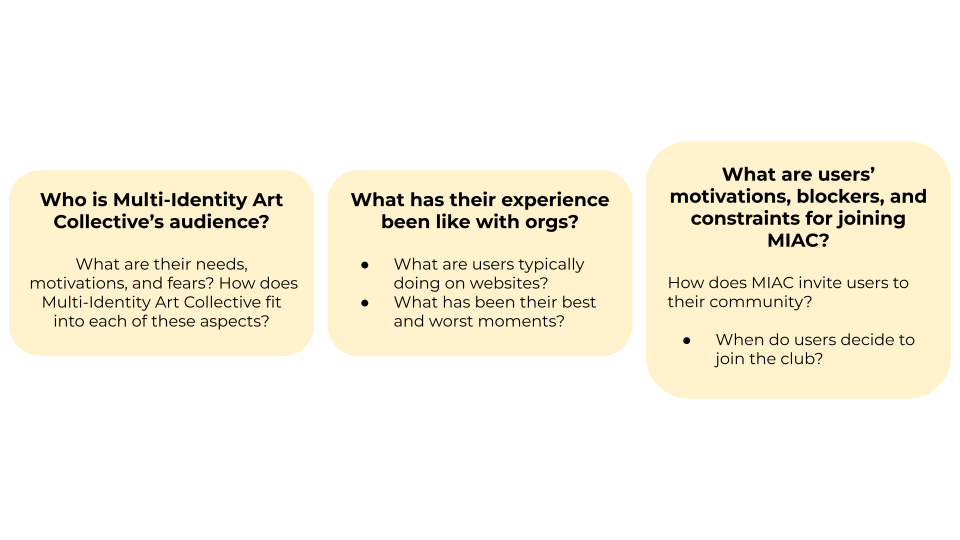 Who is Multi-Identity Art
Collective’s audience?
What are their needs,
motivations, and fears? How does
Multi-Identity Art Collective fit
into each of these aspects?
What has their experience
been like with orgs?
● What are users typically
doing on websites?
● What has been their best
and worst moments?
What are users’
motivations, blockers, and
constraints for joining
MIAC?
How does MIAC invite users to
their community?
● When do users decide to
join the club?